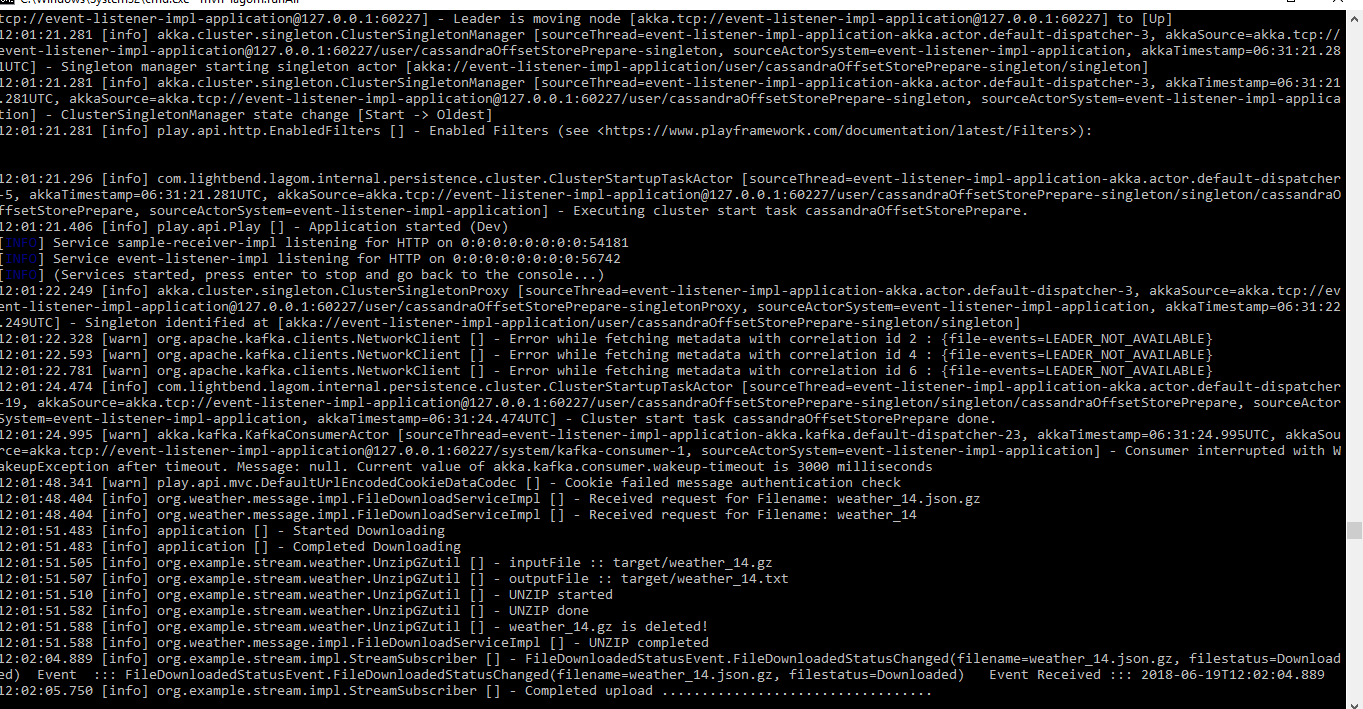 tcp://event-listener-impl-application@127.0.0.1:60227] - Leader is moving node [akka.tcp://event-listener-impl-application@127.0.0.1:60227] to [Up]
12:01:21.281 [info] akka.cluster.singleton.ClusterSingletonManager [sourceThread=event-listener-impl-application-akka.actor.default-dispatcher-3, akkaSource=akka.tcp://
event-listener-impl-application@127.0.0.1:60227/user/cassandraOffsetStorePrepare-singleton, sourceActorSystem=event-listener-impl-application, akkaTimestamp=06:31:21.28
1UTC] - Singleton manager starting singleton actor [akka://event-listener-impl-application/user/cassandraOffsetStorePrepare-singleton/singleton]
12:01:21.281 [info] akka.cluster.singleton.ClusterSingletonManager [sourceThread=event-listener-impl-application-akka.actor.default-dispatcher-3, akkaTimestamp=06:31:21
.281UTC, akkaSource=akka.tcp://event-listener-impl-application@127.0.0.1:60227/user/cassandraOffsetStorePrepare-singleton, sourceActorSystem=event-listener-impl-applica
tion] - ClusterSingletonManager state change [Start -> Oldest]
12:01:21.281 [info] play.api.http.EnabledFilters [] - Enabled Filters (see <https://www.playframework.com/documentation/latest/Filters>):
12:01:21.296 [info] com.lightbend.lagom.internal.persistence.cluster.ClusterStartupTaskActor [sourceThread=event-listener-impl-application-akka.actor.default-dispatcher
-5, akkaTimestamp=06:31:21.281UTC, akkaSource=akka.tcp://event-listener-impl-application@127.0.0.1:60227/user/cassandraOffsetStorePrepare-singleton/singleton/cassandraO
ffsetStorePrepare, sourceActorSystem=event-listener-impl-application] - Executing cluster start task cassandraOffsetStorePrepare.
12:01:21.406 [info] play.api.Play [] - Application started (Dev)
[INFO] Service sample-receiver-impl listening for HTTP on 0:0:0:0:0:0:0:0:54181
[INFO] Service event-listener-impl listening for HTTP on 0:0:0:0:0:0:0:0:56742
[INFO] (Services started, press enter to stop and go back to the console...)
12:01:22.249 [info] akka.cluster.singleton.ClusterSingletonProxy [sourceThread=event-listener-impl-application-akka.actor.default-dispatcher-3, akkaSource=akka.tcp://ev
ent-listener-impl-application@127.0.0.1:60227/user/cassandraOffsetStorePrepare-singletonProxy, sourceActorSystem=event-listener-impl-application, akkaTimestamp=06:31:22
.249UTC] - Singleton identified at [akka://event-listener-impl-application/user/cassandraOffsetStorePrepare-singleton/singleton]
12:01:22.328 [warn] org.apache.kafka.clients.NetworkClient [] - Error while fetching metadata with correlation id 2 : {file-events=LEADER_NOT_AVAILABLE}
12:01:22.593 [warn] org.apache.kafka.clients.NetworkClient [] - Error while fetching metadata with correlation id 4 : {file-events=LEADER_NOT_AVAILABLE}
12:01:22.781 [warn] org.apache.kafka.clients.NetworkClient [] - Error while fetching metadata with correlation id 6 : {file-events=LEADER_NOT_AVAILABLE}
12:01:24.474 [info] com.lightbend.lagom.internal.persistence.cluster.ClusterStartupTaskActor [sourceThread=event-listener-impl-application-akka.actor.default-dispatcher
-19, akkaSource=akka.tcp://event-listener-impl-application@127.0.0.1:60227/user/cassandraOffsetStorePrepare-singleton/singleton/cassandraOffsetStorePrepare, sourceActor
System=event-listener-impl-application, akkaTimestamp=06:31:24.474UTC] - Cluster start task cassandraOffsetStorePrepare done.
12:01:24.995 [warn] akka.kafka.KafkaConsumerActor [sourceThread=event-listener-impl-application-akka.kafka.default-dispatcher-23, akkaTimestamp=06:31:24.995UTC, akkaSou
rce=akka.tcp://event-listener-impl-application@127.0.0.1:60227/system/kafka-consumer-1, sourceActorSystem=event-listener-impl-application] - Consumer interrupted with W
akeupException after timeout. Message: null. Current value of akka.kafka.consumer.wakeup-timeout is 3000 milliseconds
12:01:48.341 [warn] play.api.mvc.DefaultUrlEncodedCookieDataCodec [] - Cookie failed message authentication check
12:01:48.404 [info] org.weather.message.impl.FileDownloadServiceImpl [] - Received request for Filename: weather_14.json.gz
12:01:48.404 [info] org.weather.message.impl.FileDownloadServiceImpl [] - Received request for Filename: weather_14
12:01:51.483 [info] application [] - Started Downloading
12:01:51.483 [info] application [] - Completed Downloading
12:01:51.505 [info] org.example.stream.weather.UnzipGZutil [] - inputFile :: target/weather_14.gz
12:01:51.507 [info] org.example.stream.weather.UnzipGZutil [] - outputFile :: target/weather_14.txt
12:01:51.510 [info] org.example.stream.weather.UnzipGZutil [] - UNZIP started
12:01:51.582 [info] org.example.stream.weather.UnzipGZutil [] - UNZIP done
12:01:51.588 [info] org.example.stream.weather.UnzipGZutil [] - weather_14.gz is deleted!
12:01:51.588 [info] org.weather.message.impl.FileDownloadServiceImpl [] - UNZIP completed
12:02:04.889 [info] org.example.stream.impl.StreamSubscriber [] - FileDownloadedStatusEvent.FileDownloadedStatusChanged(filename=weather_14.json.gz, filestatus=Download
ed)  Event  ::: FileDownloadedStatusEvent.FileDownloadedStatusChanged(filename=weather_14.json.gz, filestatus=Downloaded)   Event Received ::: 2018-06-19T12:02:04.889
12:02:05.750 [info] org.example.stream.impl.StreamSubscriber [] - Completed upload ..................................